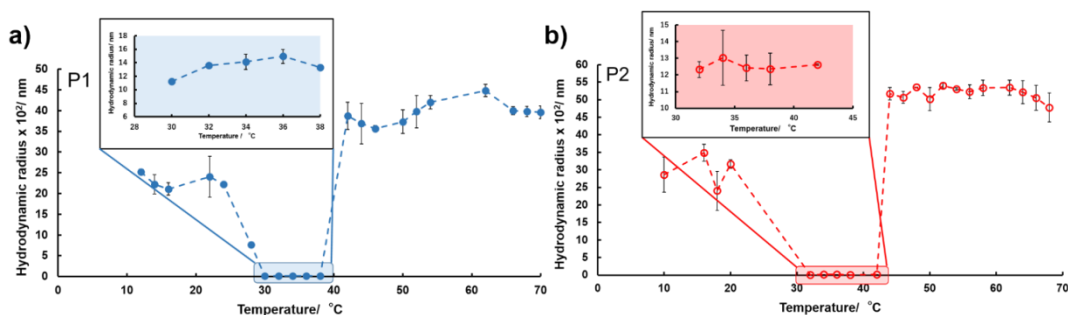 a)
P1
Hydrodynamic radius x 10²/ nm
50
45
40
35
30
25
20
15
10
5
0
0 10 20 30 40 50 60 70
Temperature/ °C
Hydrodynamic radius/ nm
18
16
14
12
10
8
6
28 30 32 34 36 38
Temperature/ °C
b)
P2
Hydrodynamic radius x 10²/ nm
60
55
50
45
40
35
30
25
20
15
10
5
0
0 10 20 30 40 50 60 70
Temperature/ °C
Hydrodynamic radius/ nm
15
14
13
12
11
10
30 35 40 45
Temperature/ °C